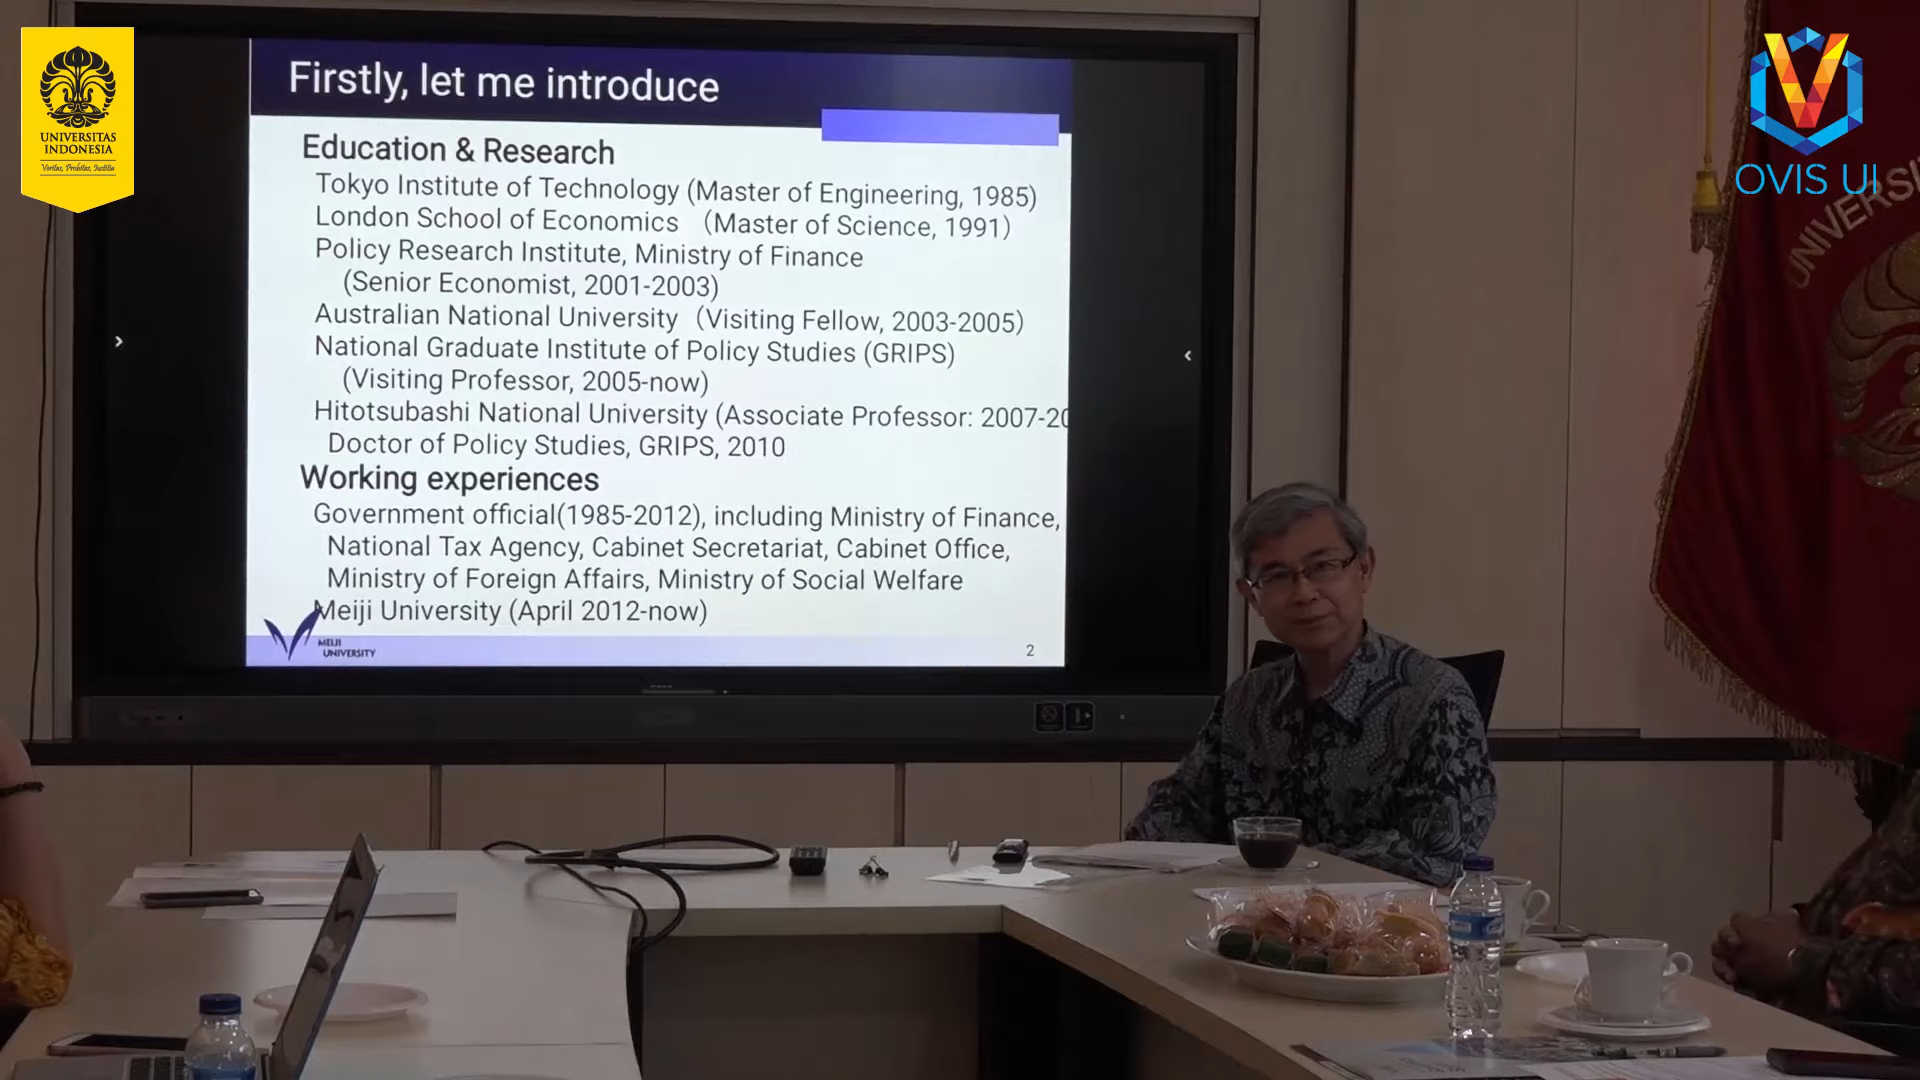 UNIVERSITAS
INDONESIA
Veritas, Probitas, Iustitia
OVIS UI
Firstly, let me introduce
Education & Research
Tokyo Institute of Technology (Master of Engineering, 1985)
London School of Economics （Master of Science, 1991）
Policy Research Institute, Ministry of Finance
(Senior Economist, 2001-2003)
Australian National University（Visiting Fellow, 2003-2005）
National Graduate Institute of Policy Studies (GRIPS)
(Visiting Professor, 2005-now)
Hitotsubashi National University (Associate Professor: 2007-20
Doctor of Policy Studies, GRIPS, 2010
Working experiences
Government official(1985-2012), including Ministry of Finance,
National Tax Agency, Cabinet Secretariat, Cabinet Office,
Ministry of Foreign Affairs, Ministry of Social Welfare
Meiji University (April 2012-now)
MEIJI
UNIVERSITY
2
UNIVERSI